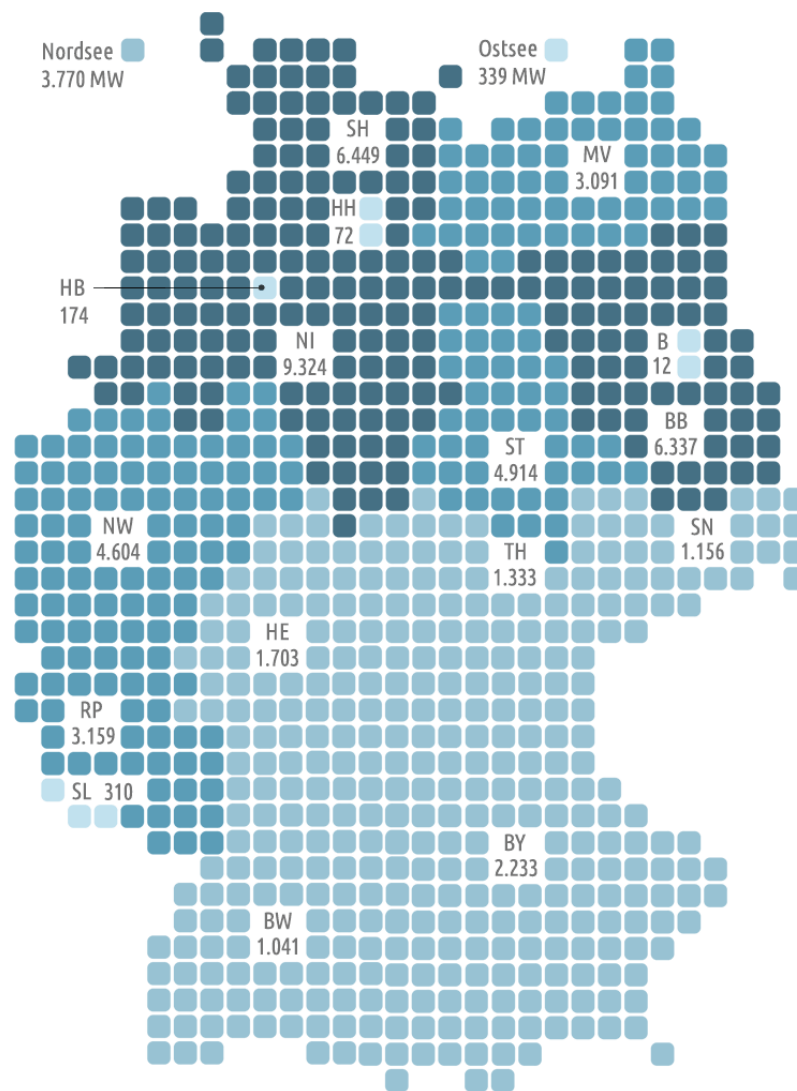 Nordsee
3.770 MW
Ostsee
339 MW
SH
6.449
MV
3.091
HH
72
HB
174
NI
9.324
B
12
BB
6.337
ST
4.914
NW
4.604
SN
1.156
TH
1.333
HE
1.703
RP
3.159
SL 310
BY
2.233
BW
1.041